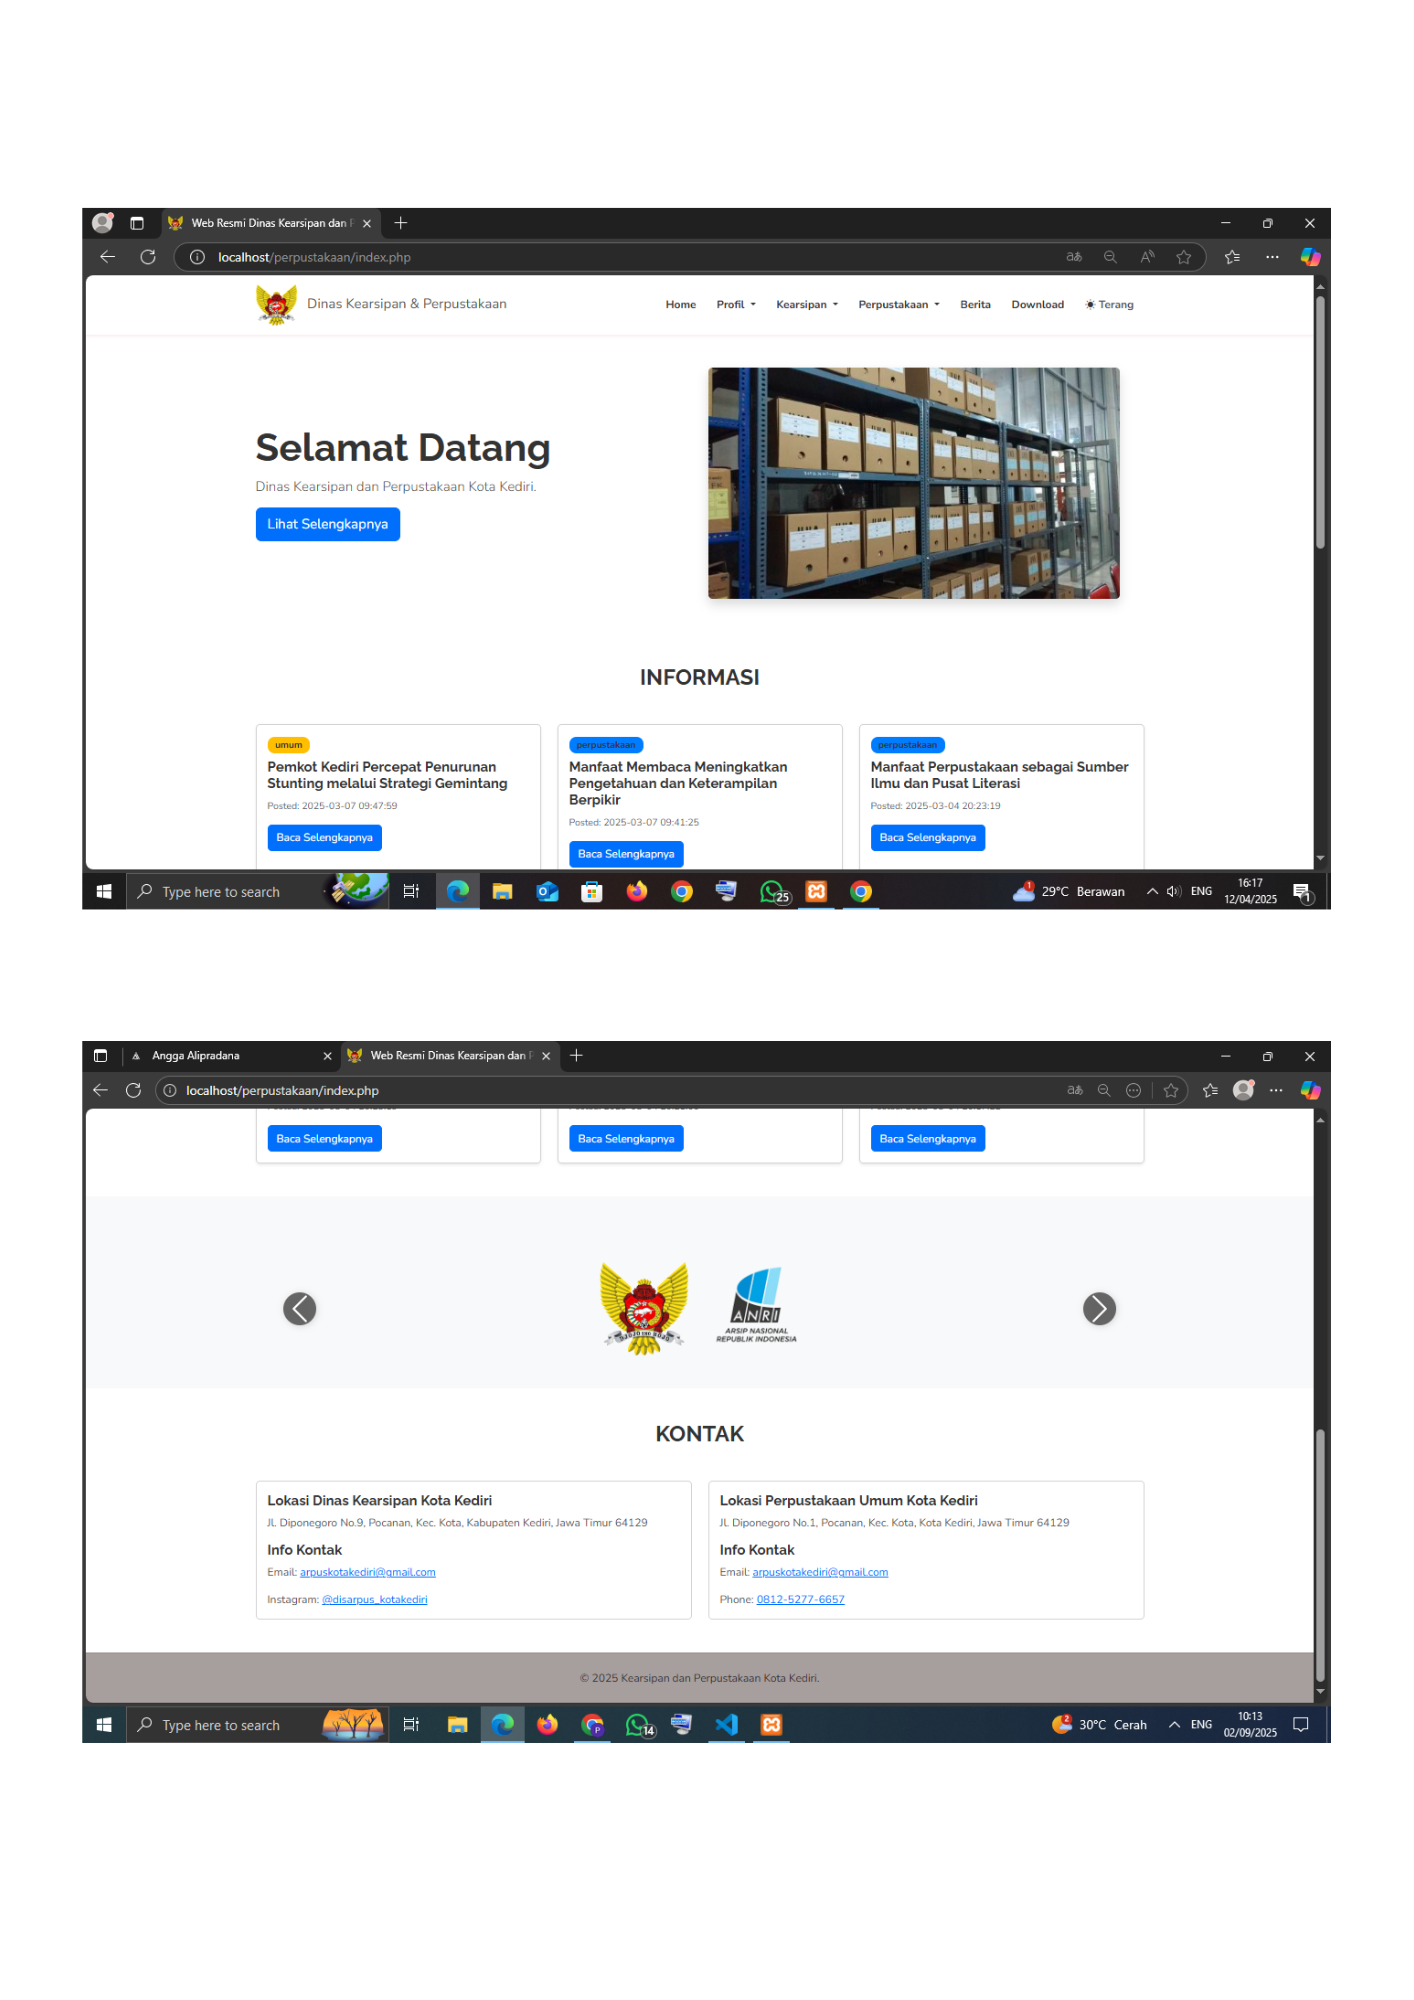 Web Resmi Dinas Kearsipan dan P
localhost/perpustakaan/index.php
Dinas Kearsipan & Perpustakaan
Home Profil Kearsipan Perpustakaan Berita Download Terang
Selamat Datang
Dinas Kearsipan dan Perpustakaan Kota Kediri.
Lihat Selengkapnya
INFORMASI
umum
Pemkot Kediri Percepat Penurunan
Stunting melalui Strategi Gemintang
Posted: 2025-03-07 09:47:59
Baca Selengkapnya
perpustakaan
Manfaat Membaca Meningkatkan
Pengetahuan dan Keterampilan
Berpikir
Posted: 2025-03-07 09:41:25
Baca Selengkapnya
perpustakaan
Manfaat Perpustakaan sebagai Sumber
Ilmu dan Pusat Literasi
Posted: 2025-03-04 20:23:19
Baca Selengkapnya
Type here to search
25
1
29°C Berawan
ENG
16:17
12/04/2025
1
Angga Alipradana
Web Resmi Dinas Kearsipan dan P
localhost/perpustakaan/index.php
Baca Selengkapnya
Baca Selengkapnya
Baca Selengkapnya
ANRI
ARSIP NASIONAL
REPUBLIK INDONESIA
KONTAK
Lokasi Dinas Kearsipan Kota Kediri
Jl. Diponegoro No.9, Pocanan, Kec. Kota, Kabupaten Kediri, Jawa Timur 64129
Info Kontak
Email: arpuskotakediri@gmail.com
Instagram: @disarpus_kotakediri
Lokasi Perpustakaan Umum Kota Kediri
Jl. Diponegoro No.1, Pocanan, Kec. Kota, Kota Kediri, Jawa Timur 64129
Info Kontak
Email: arpuskotakediri@gmail.com
Phone: 0812-5277-6657
© 2025 Kearsipan dan Perpustakaan Kota Kediri.
Type here to search
P
14
2
30°C Cerah
ENG
10:13
02/09/2025